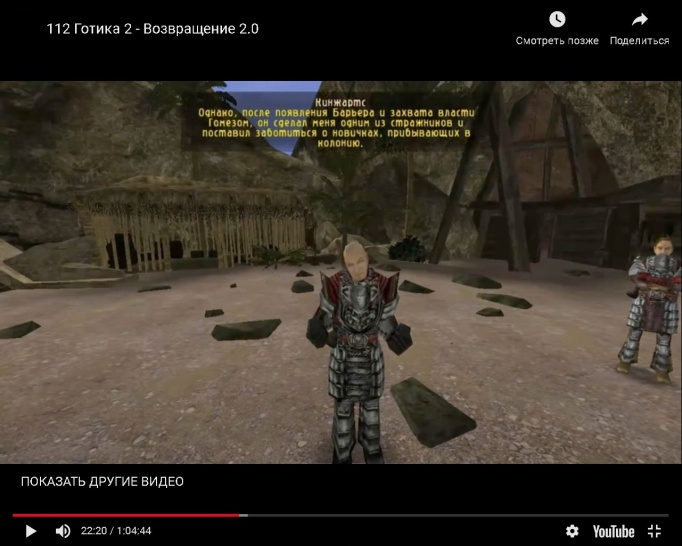 112 Готика 2 - Возвращение 2.0
Смотреть позже
Поделиться
Кинжартс
Однако, после появления Барьера и захвата власти
Гомезом, он сделал меня одним из стражников и
поставил заботиться о новичках, прибывающих в
колонию.
ПОКАЗАТЬ ДРУГИЕ ВИДЕО
22:20 / 1:04:44
YouTube